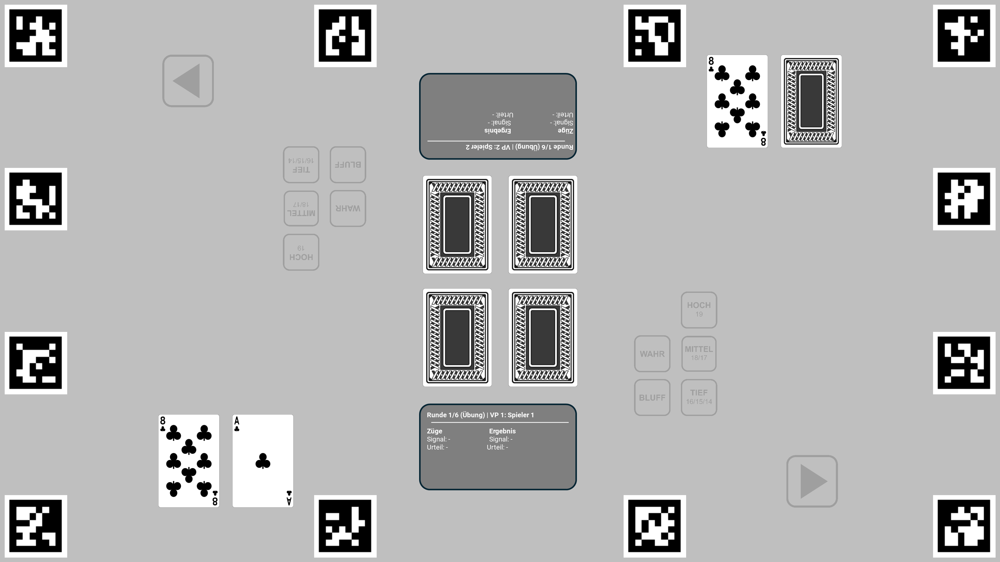 8
8
Urteil: - Urteil: -
Signal: - Signal: -
Züge Ergebnis
Runde 1/6 (Übung) | VP 2: Spieler 2
BLUFF
TIEF
16/15/14
WAHR
MITTEL
18/17
HOCH
19
HOCH
19
WAHR
MITTEL
18/17
BLUFF
TIEF
16/15/14
Runde 1/6 (Übung) | VP 1: Spieler 1
Züge Ergebnis
Signal: - Signal: -
Urteil: - Urteil: -
8
8
A
A